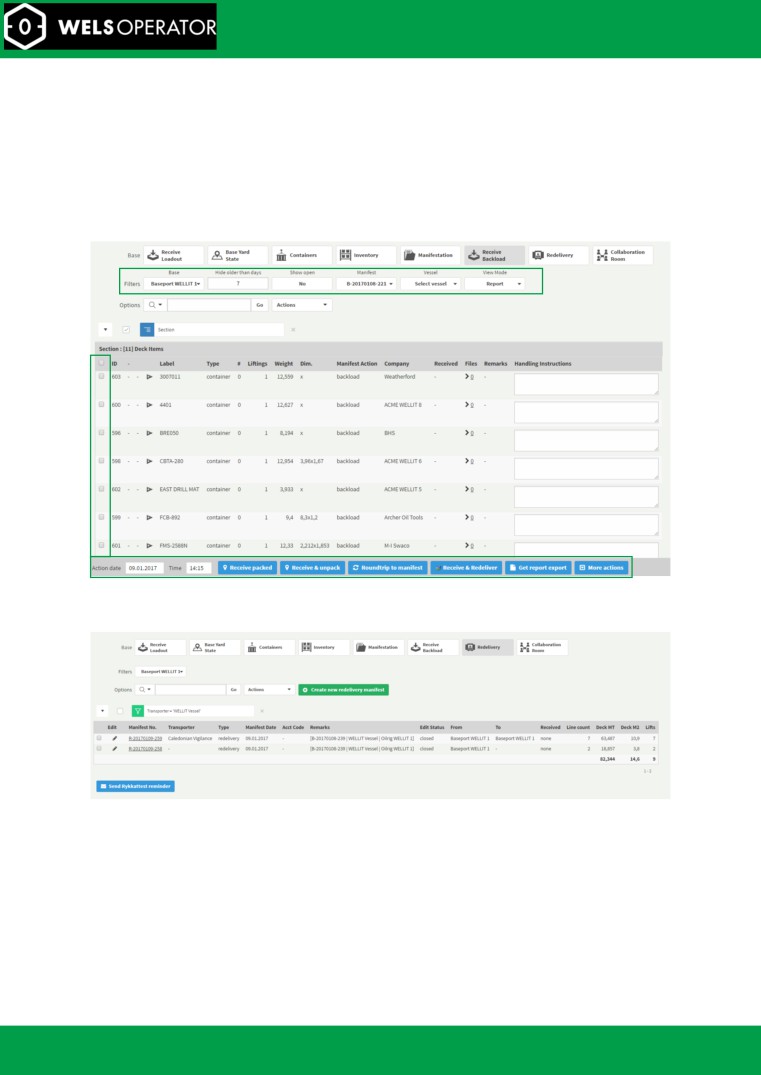 WELSOPERATOR
Base Receive Loadout Base Yard State Containers Inventory Manifestation Receive Backload Redelivery Collaboration Room
Base Hide older than days Show open Manifest Vessel View Mode
Filters Baseport WELLIT 1 7 No B-20170108-221 Select vessel Report
Options Go Actions
Section
Section : (11) Deck Items
ID - - Label Type # Liftings Weight Dim. Manifest Action Company Received Files Remarks Handling Instructions
603 - - 3007011 container 0 1 12,559 x backload Weatherford - 0 -
600 - - 4401 container 0 1 12,627 x backload ACME WELLIT 8 - 0 -
596 - - BRE050 container 0 1 8,194 x backload BHS - 0 -
598 - - CBTA-280 container 0 1 12,954 3,96x1,67 backload ACME WELLIT 6 - 0 -
602 - - EAST DRILL MAT container 0 1 3,933 x backload ACME WELLIT 5 - 0 -
599 - - FCB-892 container 0 1 9,4 6,3x1,2 backload Archer Oil Tools - 0 -
601 - - FMS-2588N container 0 1 12,33 2,212x1,853 backload M-I Swaco - 0 -
Action date 09.01.2017 Time 14:15 Receive packed Receive & unpack Roundtrip to manifest Receive & Redeliver Get report export More actions
Base Receive Loadout Base Yard State Containers Inventory Manifestation Receive Backload Redelivery Collaboration Room
Filters Baseport WELLIT 1
Options Go Actions Create new redelivery manifest
Transporter = 'WELLIT Vessel'
Edit Manifest No. Transporter Type Manifest Date Acct Code Remarks Edit Status From To Received Line count Deck MT Deck M2 Lifts
Caledonian Vigilance redelivery 09.01.2017 - [B-20170108-239 | WELLIT Vessel | Oilrig WELLIT 1] closed Baseport WELLIT 1 Baseport WELLIT 1 none 7 63,487 10,9 7
- redelivery 09.01.2017 - [B-20170108-239 | WELLIT Vessel | Oilrig WELLIT 1] closed Baseport WELLIT 1 - none 2 18,857 3,8 2
82,344 14,6 9
1- 2
Send Rykkattest reminder